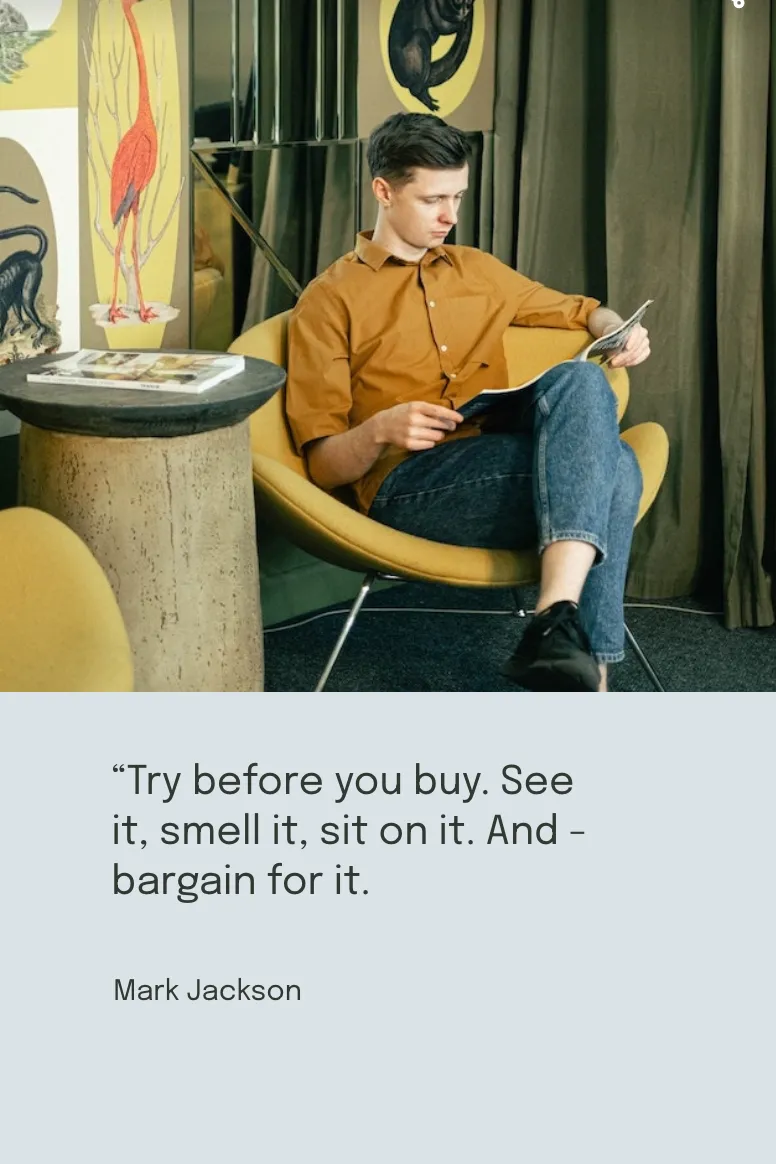 “Try before you buy. See
it, smell it, sit on it. And –
bargain for it.
Mark Jackson